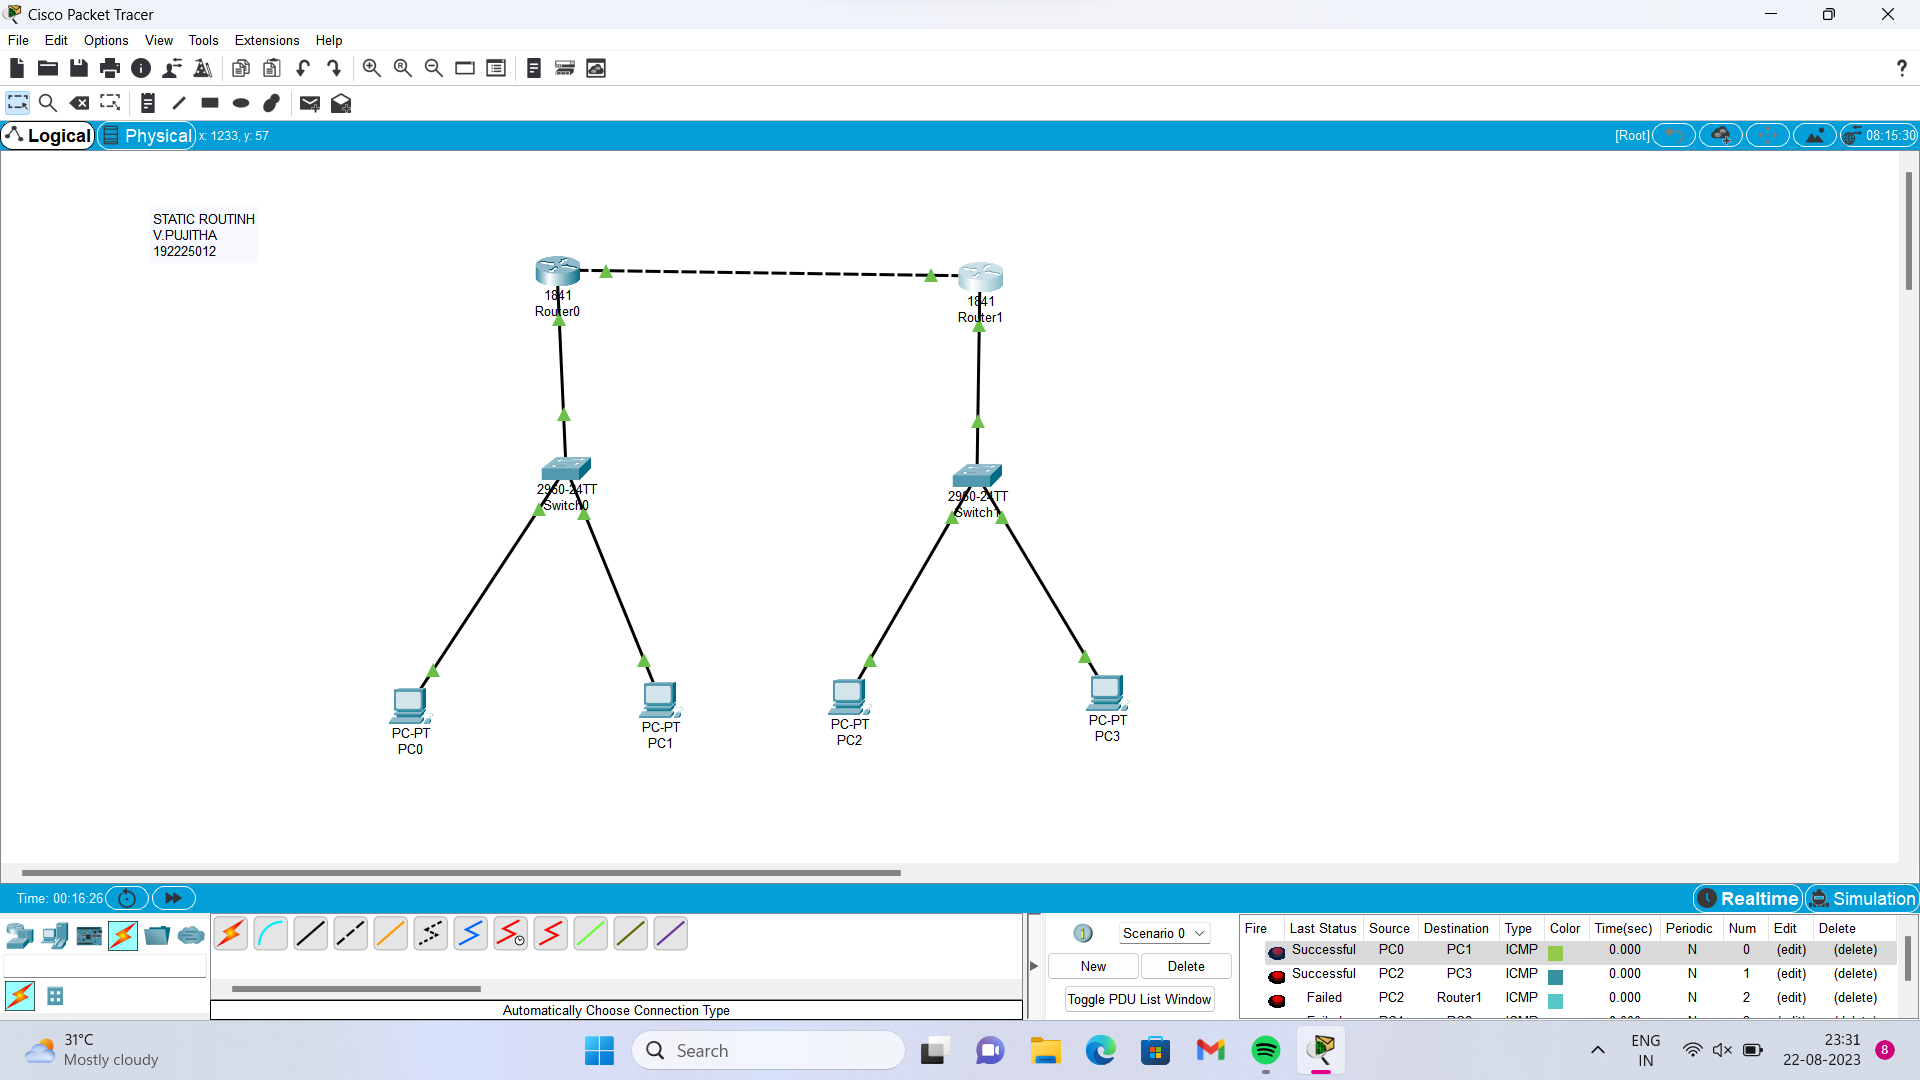 Cisco Packet Tracer
File Edit Options View Tools Extensions Help
?
Logical Physical x: 1233, y: 57 [Root] 08:15:30
STATIC ROUTINH
V.PUJITHA
192225012
1841
Router0
1841
Router1
2960-24TT
Switch0
2960-24TT
Switch1
PC-PT
PC0
PC-PT
PC1
PC-PT
PC2
PC-PT
PC3
Time: 00:16:26 Realtime Simulation
Scenario 0
New Delete
Toggle PDU List Window
Automatically Choose Connection Type
Fire Last Status Source Destination Type Color Time(sec) Periodic Num Edit Delete
Successful PC0 PC1 ICMP 0.000 N 0 (edit) (delete)
Successful PC2 PC3 ICMP 0.000 N 1 (edit) (delete)
Failed PC2 Router1 ICMP 0.000 N 2 (edit) (delete)
31°C
Mostly cloudy
Search
ENG
IN
23:31
22-08-2023
8